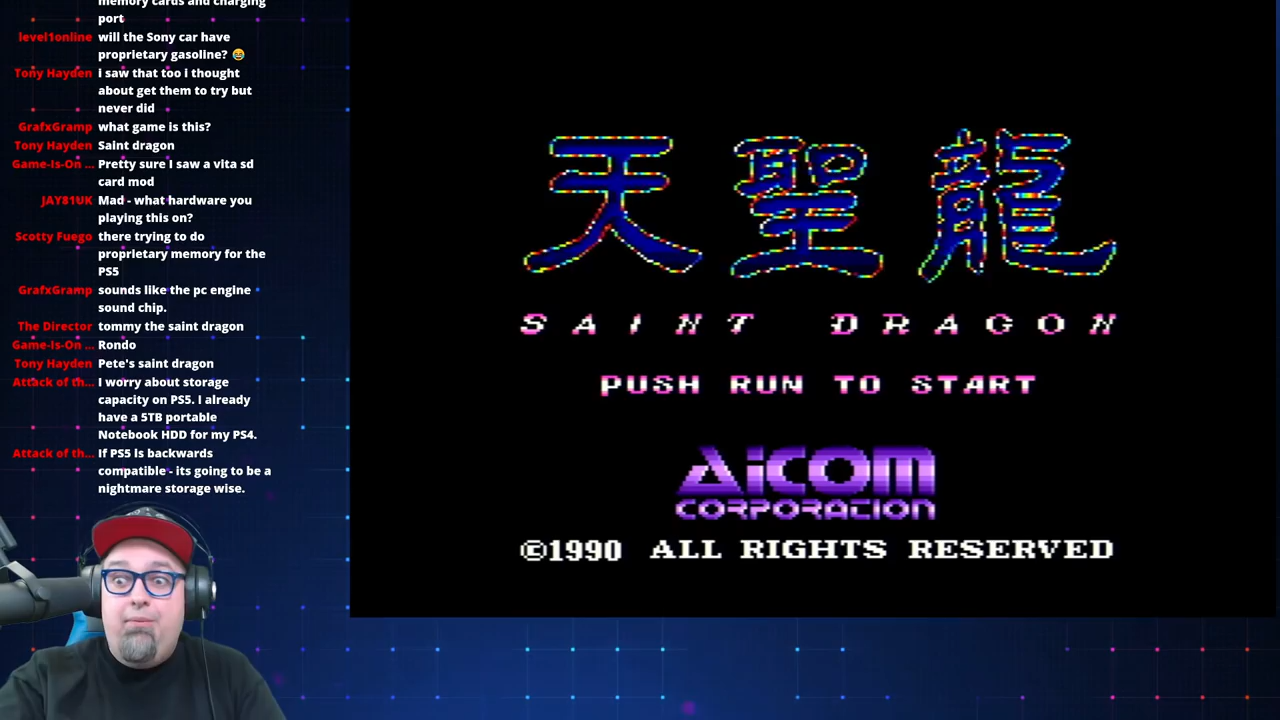 memory cards and charging
port
level1online will the Sony car have
proprietary gasoline? 😂
Tony Hayden i saw that too i thought
about get them to try but
never did
GrafxGramp what game is this?
Tony Hayden Saint dragon
Game-Is-On ... Pretty sure I saw a vita sd
card mod
JAY81UK Mad - what hardware you
playing this on?
Scotty Fuego there trying to do
proprietary memory for the
PS5
GrafxGramp sounds like the pc engine
sound chip.
The Director tommy the saint dragon
Game-Is-On ... Rondo
Tony Hayden Pete's saint dragon
Attack of th... I worry about storage
capacity on PS5. I already
have a 5TB portable
Notebook HDD for my PS4.
Attack of th... If PS5 is backwards
compatible - its going to be a
nightmare storage wise.
天聖龍
SAINT DRAGON
PUSH RUN TO START
AiCOM
CORPORATION
©1990 ALL RIGHTS RESERVED